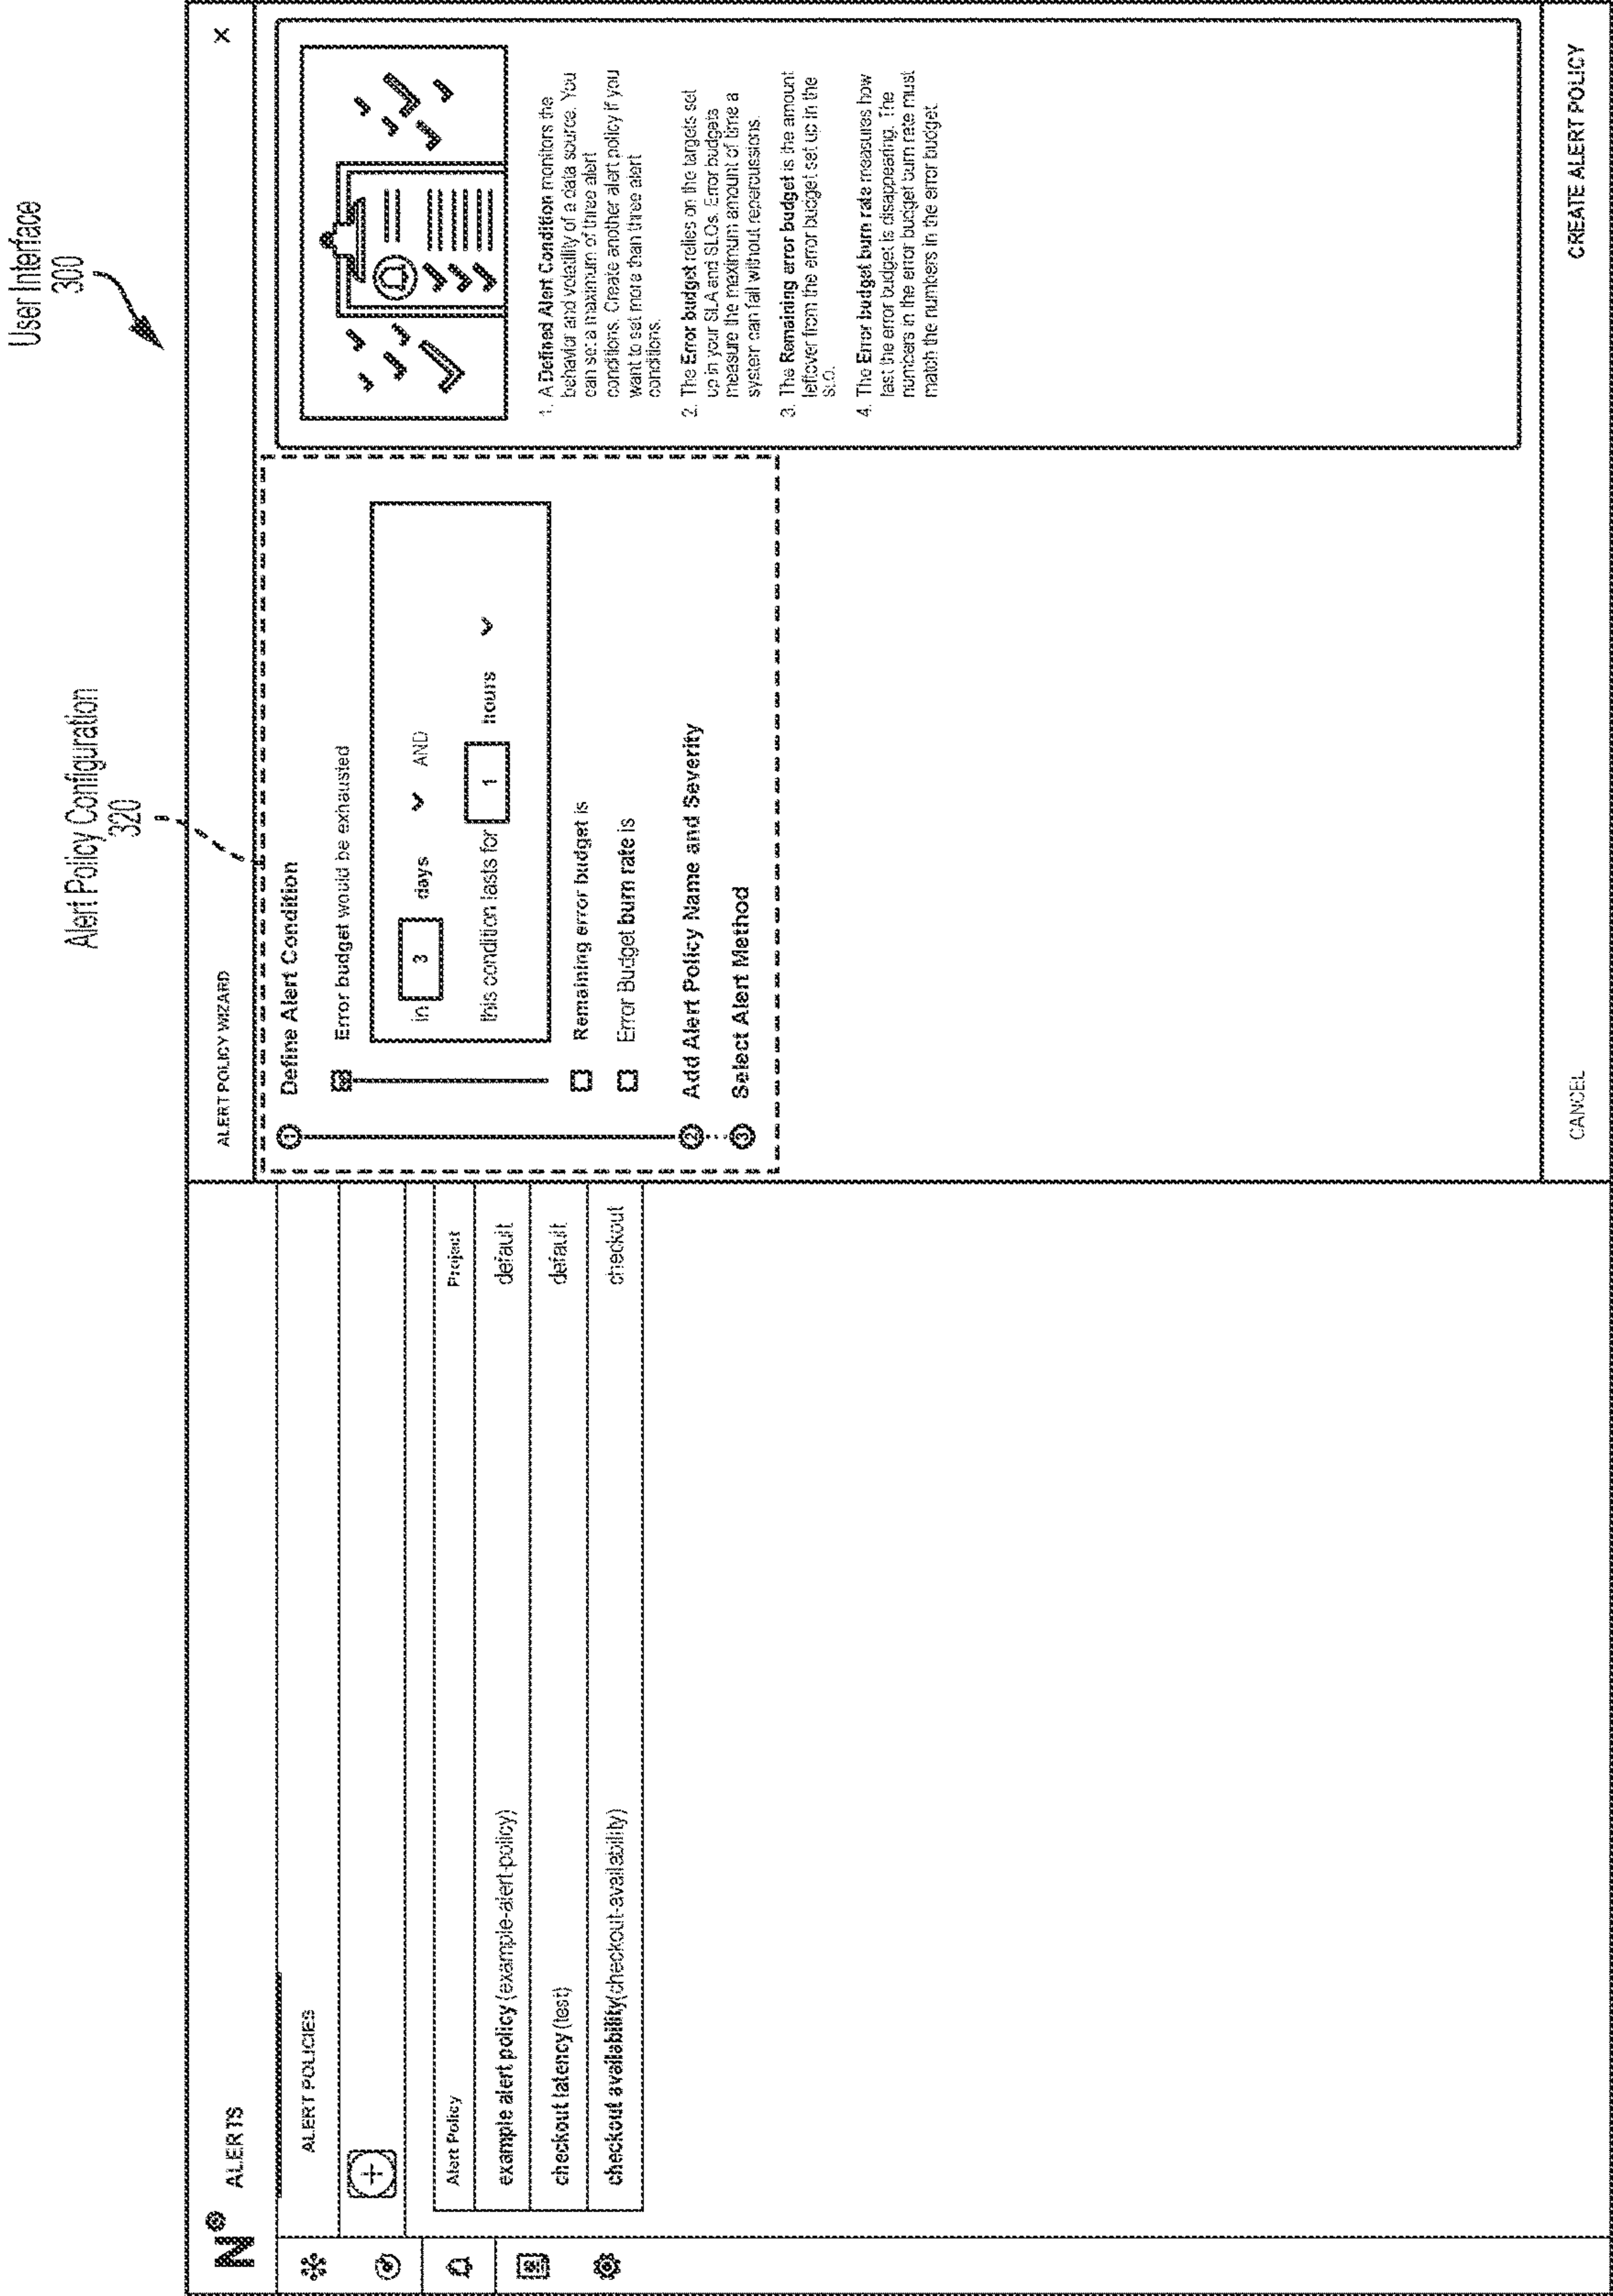 User Interface
300
Alert Policy Configuration
320
N
ALERTS
ALERT POLICIES
Alert Policy
Project
example alert policy (example-alert-policy)
default
checkout latency (test)
default
checkout availability(checkout-availability)
checkout
ALERT POLICY WIZARD
X
1
Define Alert Condition
Error budget would be exhausted
in 3 days AND
this condition lasts for 1 hours
Remaining error budget is
Error Budget burn rate is
2
Add Alert Policy Name and Severity
3
Select Alert Method
1. A Defined Alert Condition monitors the
behavior and volatility of a data source. You
can set a maximum of three alert
conditions. Create another alert policy if you
want to set more than three alert
conditions.
2. The Error budget relies on the targets set
up in your SLA and SLOs. Error budgets
measure the maximum amount of time a
system can fail without repercussions.
3. The Remaining error budget is the amount
leftover from the error budget set up in the
SLO.
4. The Error budget burn rate measures how
fast the error budget is disappearing. The
numbers in the error budget burn rate must
match the numbers in the error budget.
CANCEL
CREATE ALERT POLICY